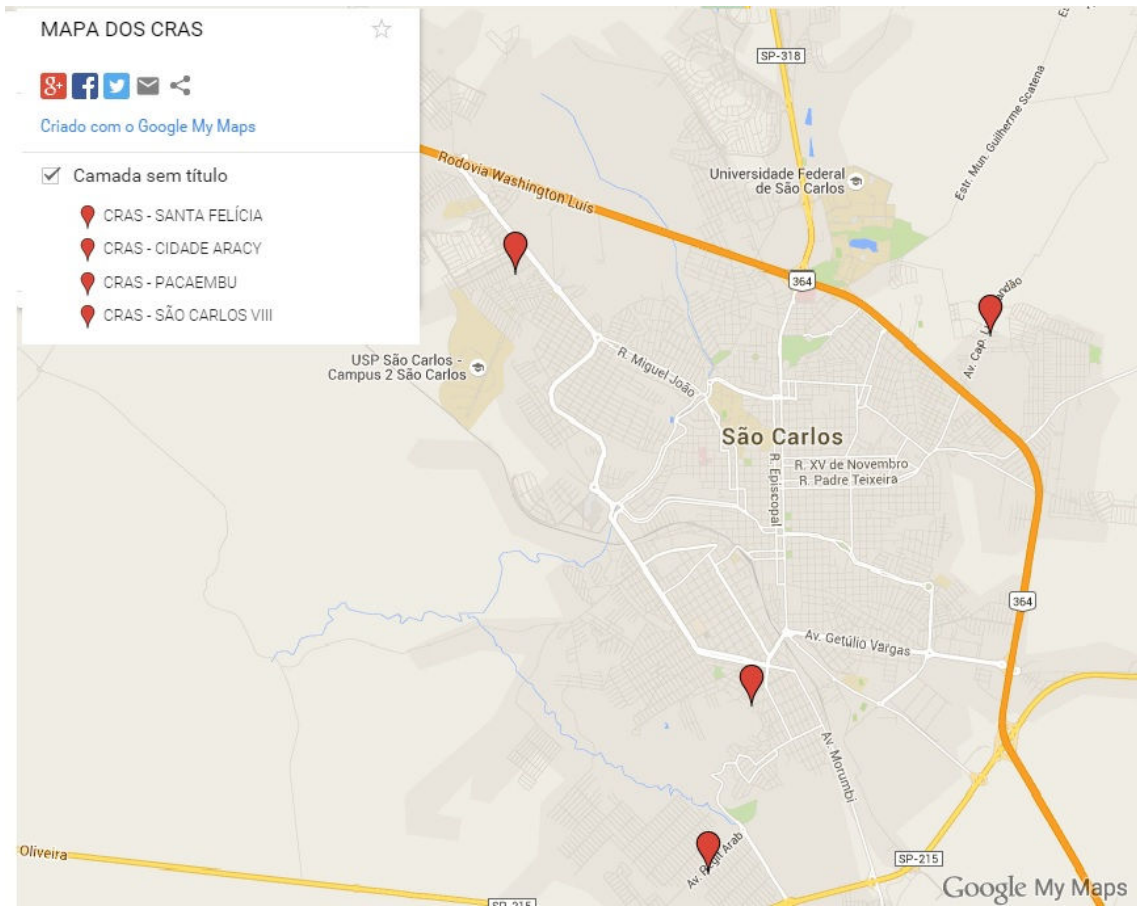 MAPA DOS CRAS
g+
Criado com o Google My Maps
Camada sem título
CRAS - SANTA FELÍCIA
CRAS - CIDADE ARACY
CRAS - PACAEMBU
CRAS - SÃO CARLOS VIII
SP-318
Estr. Mun. Guilherme Scatena
Rodovia Washington Luís
Universidade Federal
de São Carlos
364
Av. Cap.
USP São Carlos -
Campus 2 São Carlos
R. Miguel João
São Carlos
R. Episcopal
R. XV de Novembro
R. Padre Teixeira
364
Av. Getúlio Vargas
Av. Morumbi
Arab
Oliveira
SP-215
SP-215
Google My Maps